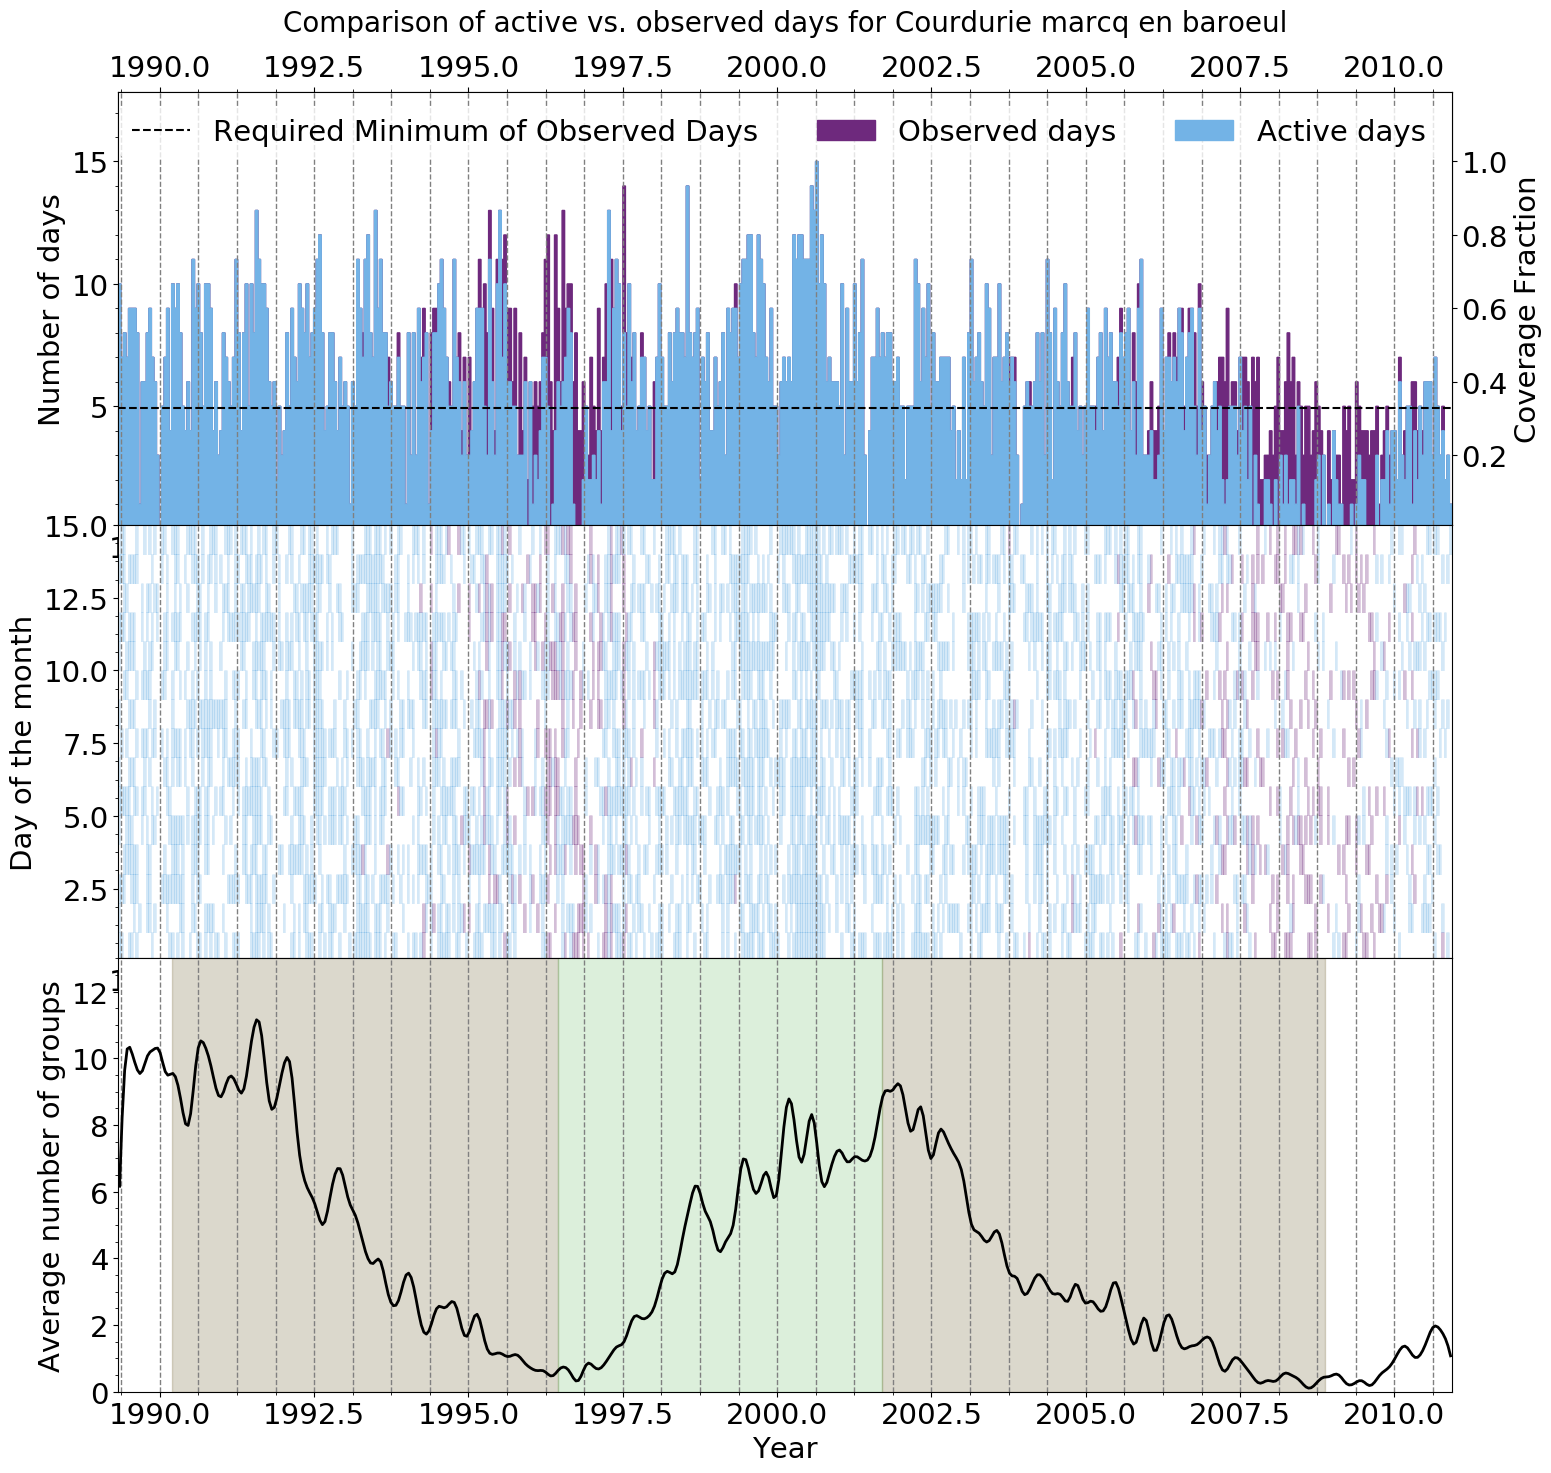 Comparison of active vs. observed days for Courdurie marcq en baroeul
1990.0 1992.5 1995.0 1997.5 2000.0 2002.5 2005.0 2007.5 2010.0
Required Minimum of Observed Days Observed days Active days
Number of days
15
10
5
Coverage Fraction
1.0
0.8
0.6
0.4
0.2
Day of the month
15.0
12.5
10.0
7.5
5.0
2.5
Average number of groups
12
10
8
6
4
2
0
1990.0 1992.5 1995.0 1997.5 2000.0 2002.5 2005.0 2007.5 2010.0
Year